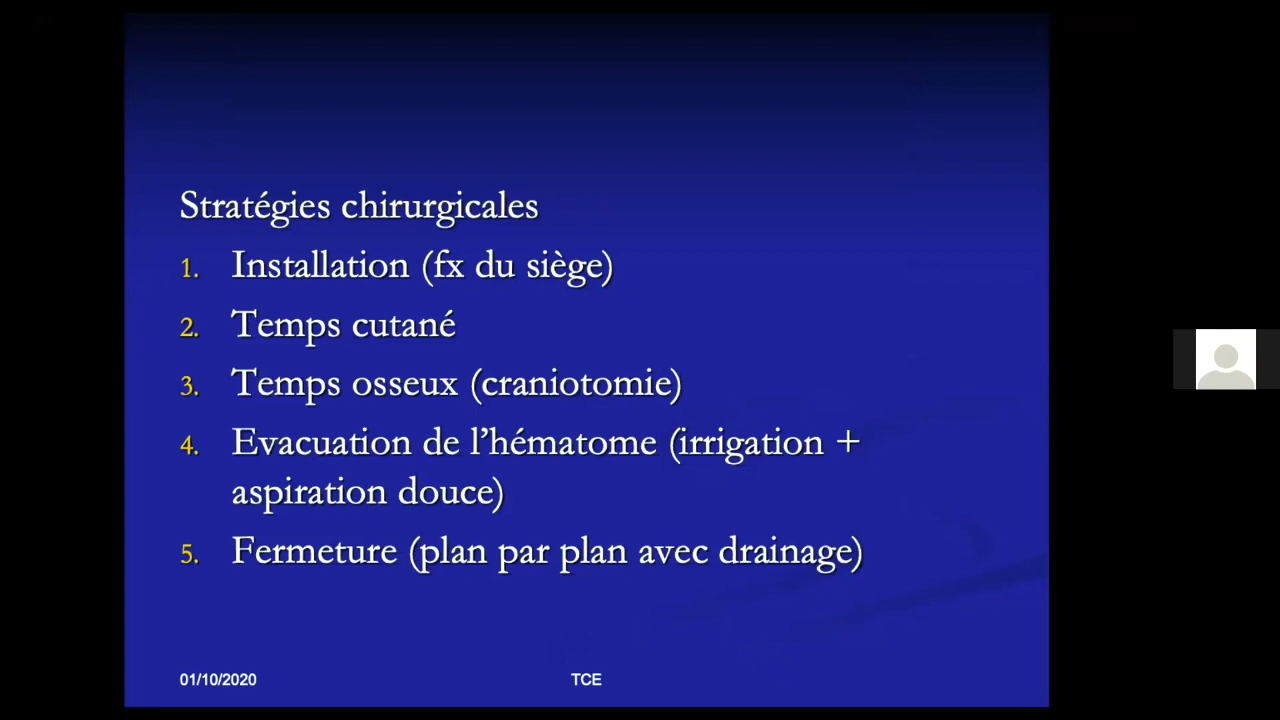 Stratégies chirurgicales
1. Installation (fx du siège)
2. Temps cutané
3. Temps osseux (craniotomie)
4. Evacuation de l’hématome (irrigation +
aspiration douce)
5. Fermeture (plan par plan avec drainage)
01/10/2020
TCE